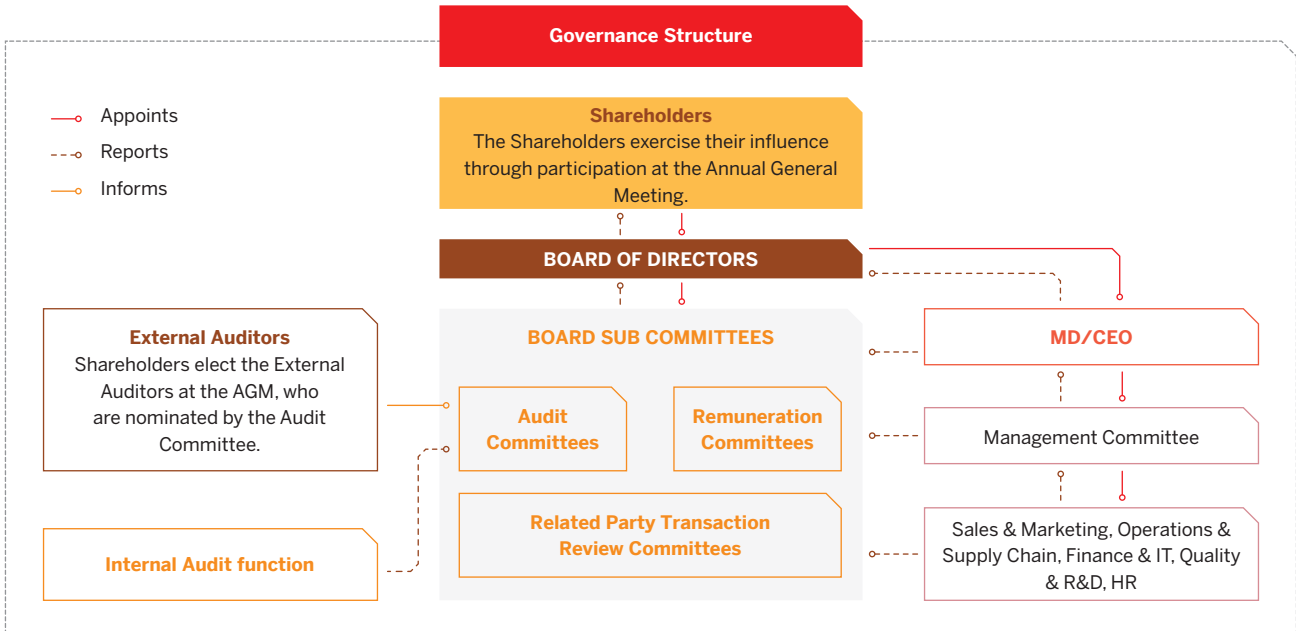 Governance Structure
Appoints
Reports
Informs
Shareholders
The Shareholders exercise their influence
through participation at the Annual General
Meeting.
BOARD OF DIRECTORS
External Auditors
Shareholders elect the External
Auditors at the AGM, who
are nominated by the Audit
Committee.
BOARD SUB COMMITTEES
MD/CEO
Audit
Committees
Remuneration
Committees
Management Committee
Related Party Transaction
Review Committees
Internal Audit function
Sales & Marketing, Operations &
Supply Chain, Finance & IT, Quality
& R&D, HR